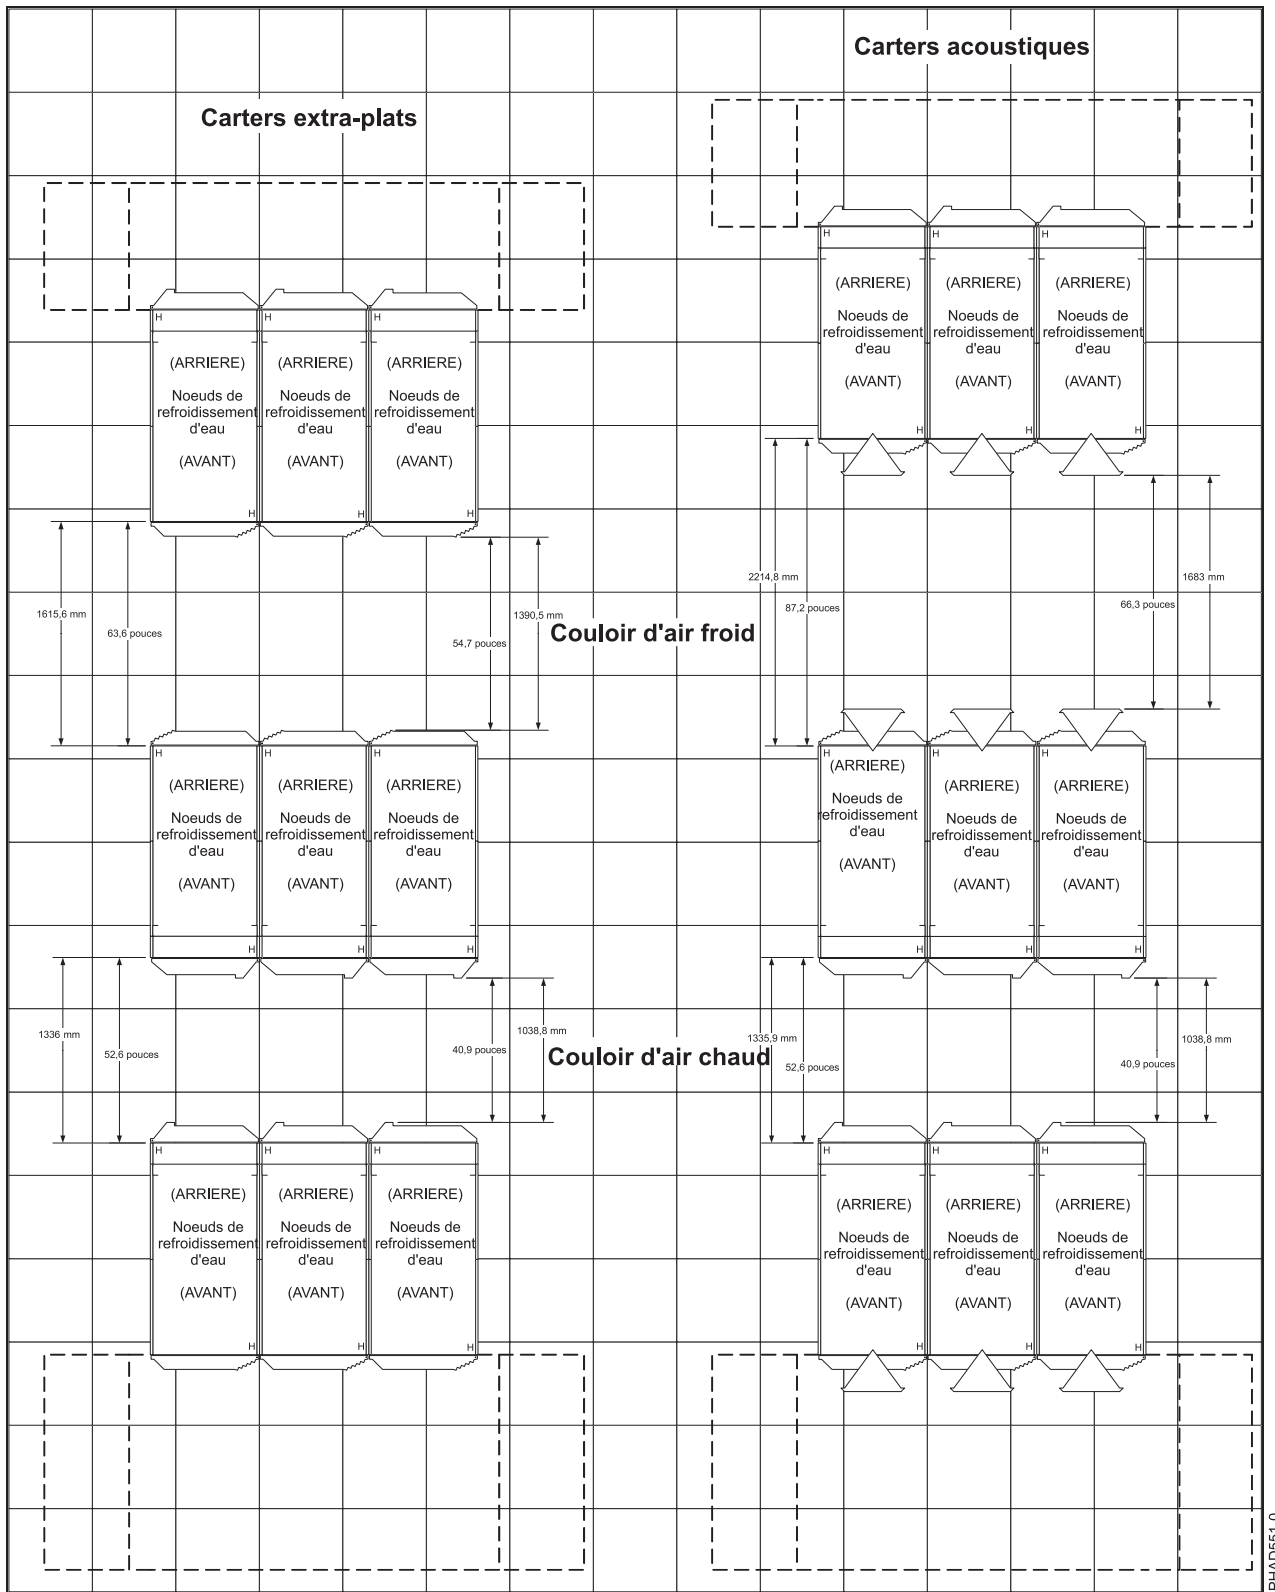 Carters acoustiques
Carters extra-plats
H H H
(ARRIERE) (ARRIERE) (ARRIERE)
Noeuds de Noeuds de Noeuds de
refroidissement refroidissement refroidissement
d'eau d'eau d'eau
(AVANT) (AVANT) (AVANT)
H H H
H H H
(ARRIERE) (ARRIERE) (ARRIERE)
Noeuds de Noeuds de Noeuds de
refroidissement refroidissement refroidissement
d'eau d'eau d'eau
(AVANT) (AVANT) (AVANT)
H H H
2214,8 mm
1683 mm
87,2 pouces
66,3 pouces
1615,6 mm
1390,5 mm
63,6 pouces
54,7 pouces
Couloir d'air froid
H H H
(ARRIERE) (ARRIERE) (ARRIERE)
Noeuds de Noeuds de Noeuds de
refroidissement refroidissement refroidissement
d'eau d'eau d'eau
(AVANT) (AVANT) (AVANT)
H H H
H H H
(ARRIERE) (ARRIERE) (ARRIERE)
Noeuds de Noeuds de Noeuds de
refroidissement refroidissement refroidissement
d'eau d'eau d'eau
(AVANT) (AVANT) (AVANT)
H H H
1336 mm
1038,8 mm
52,6 pouces
40,9 pouces
Couloir d'air chaud
1335,9 mm
1038,8 mm
52,6 pouces
40,9 pouces
H H H
(ARRIERE) (ARRIERE) (ARRIERE)
Noeuds de Noeuds de Noeuds de
refroidissement refroidissement refroidissement
d'eau d'eau d'eau
(AVANT) (AVANT) (AVANT)
H H H
H H H
(ARRIERE) (ARRIERE) (ARRIERE)
Noeuds de Noeuds de Noeuds de
refroidissement refroidissement refroidissement
d'eau d'eau d'eau
(AVANT) (AVANT) (AVANT)
H H H
PHAD551-0